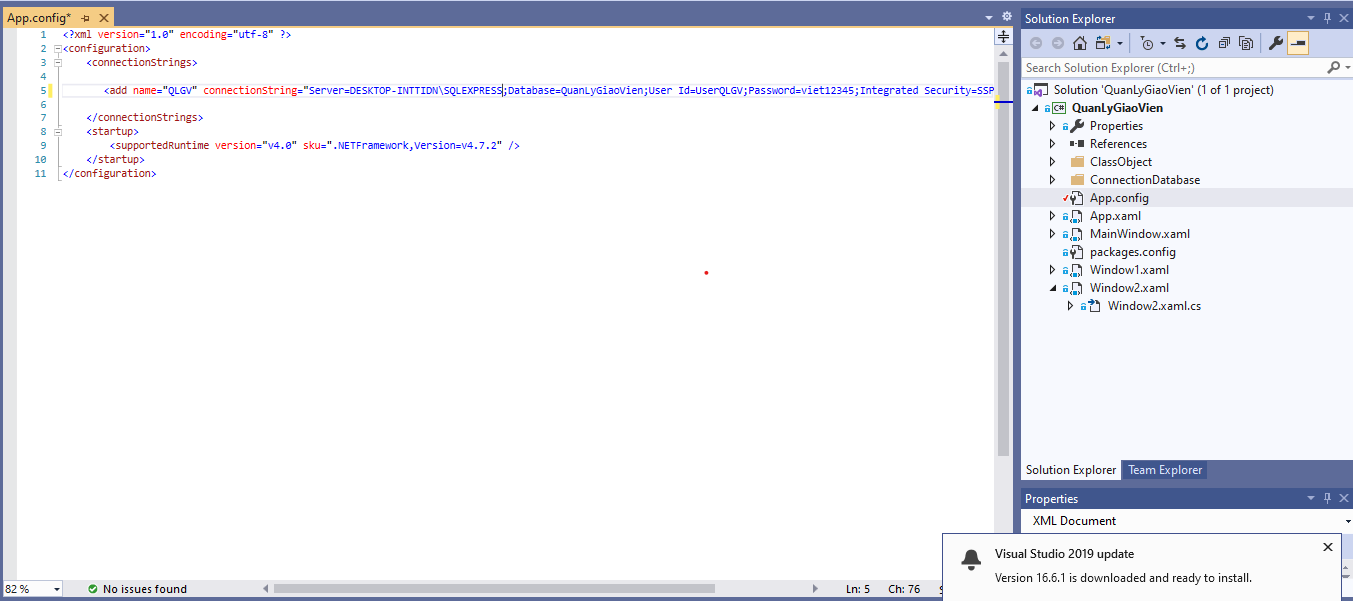 App.config*
1 <?xml version="1.0" encoding="utf-8" ?>
2 <configuration>
3 <connectionStrings>
4
5 <add name="QLGV" connectionString="Server=DESKTOP-INTTIDN\SQLEXPRESS;Database=QuanLyGiaoVien;User Id=UserQLGV;Password=viet12345;Integrated Security=SSP
6
7 </connectionStrings>
8 <startup>
9 <supportedRuntime version="v4.0" sku=".NETFramework,Version=v4.7.2" />
10 </startup>
11 </configuration>
82 %
No issues found
Ln: 5 Ch: 76
Solution Explorer
Search Solution Explorer (Ctrl+;)
Solution 'QuanLyGiaoVien' (1 of 1 project)
C# QuanLyGiaoVien
Properties
References
ClassObject
ConnectionDatabase
App.config
App.xaml
MainWindow.xaml
packages.config
Window1.xaml
Window2.xaml
Window2.xaml.cs
Solution Explorer Team Explorer
Properties
XML Document
Visual Studio 2019 update
Version 16.6.1 is downloaded and ready to install.